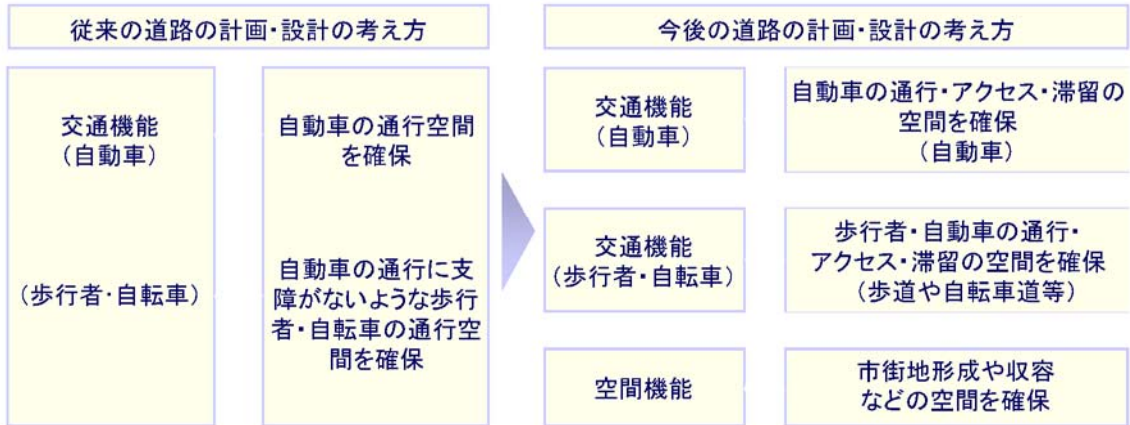 従来の道路の計画・設計の考え方
交通機能
(自動車)
(歩行者・自転車)
自動車の通行空間
を確保
自動車の通行に支
障がないような歩行
者・自転車の通行空
間を確保
今後の道路の計画・設計の考え方
交通機能
(自動車)
自動車の通行・アクセス・滞留の
空間を確保
(自動車)
交通機能
(歩行者・自転車)
歩行者・自動車の通行・
アクセス・滞留の空間を確保
(歩道や自転車道等)
空間機能
市街地形成や収容
などの空間を確保